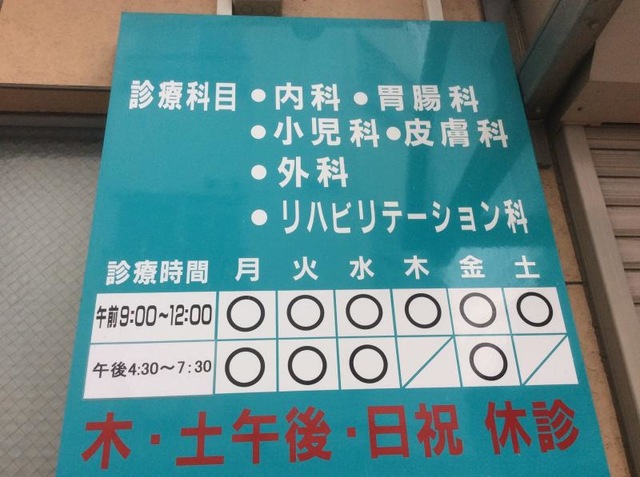 診療科目 ●内科 ●胃腸科
●小児科●皮膚科
●外科
●リハビリテーション科
診療時間 月 火 水 木 金 土
午前9:00〜12:00 ○ ○ ○ ○ ○ ○
午後4:30〜7:30 ○ ○ ○ / ○ /
木・土午後・日祝 休診